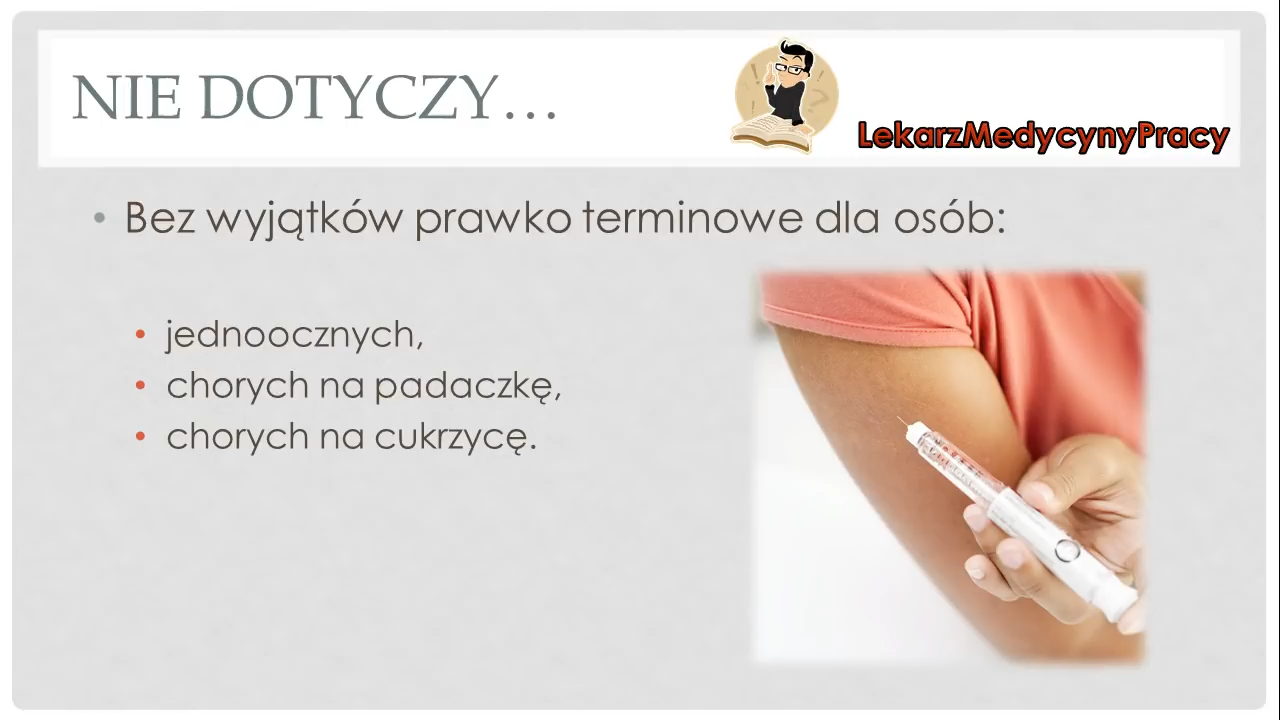 NIE DOTYCZY...
LekarzMedycynyPracy
• Bez wyjątków prawko terminowe dla osób:
• jednoocznych,
• chorych na padaczkę,
• chorych na cukrzycę.